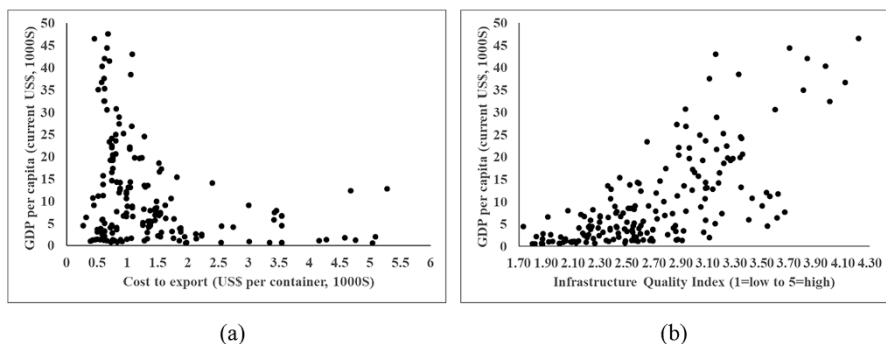 50
45
40
35
30
25
20
15
10
5
0
GDP per capita (current US$, 1000S)
0 0.5 1 1.5 2 2.5 3 3.5 4 4.5 5 5.5 6
Cost to export (US$ per container, 1000S)
(a)
50
45
40
35
30
25
20
15
10
5
0
GDP per capita (current US$, 1000S)
1.70 1.90 2.10 2.30 2.50 2.70 2.90 3.10 3.30 3.50 3.70 3.90 4.10 4.30
Infrastructure Quality Index (1=low to 5=high)
(b)